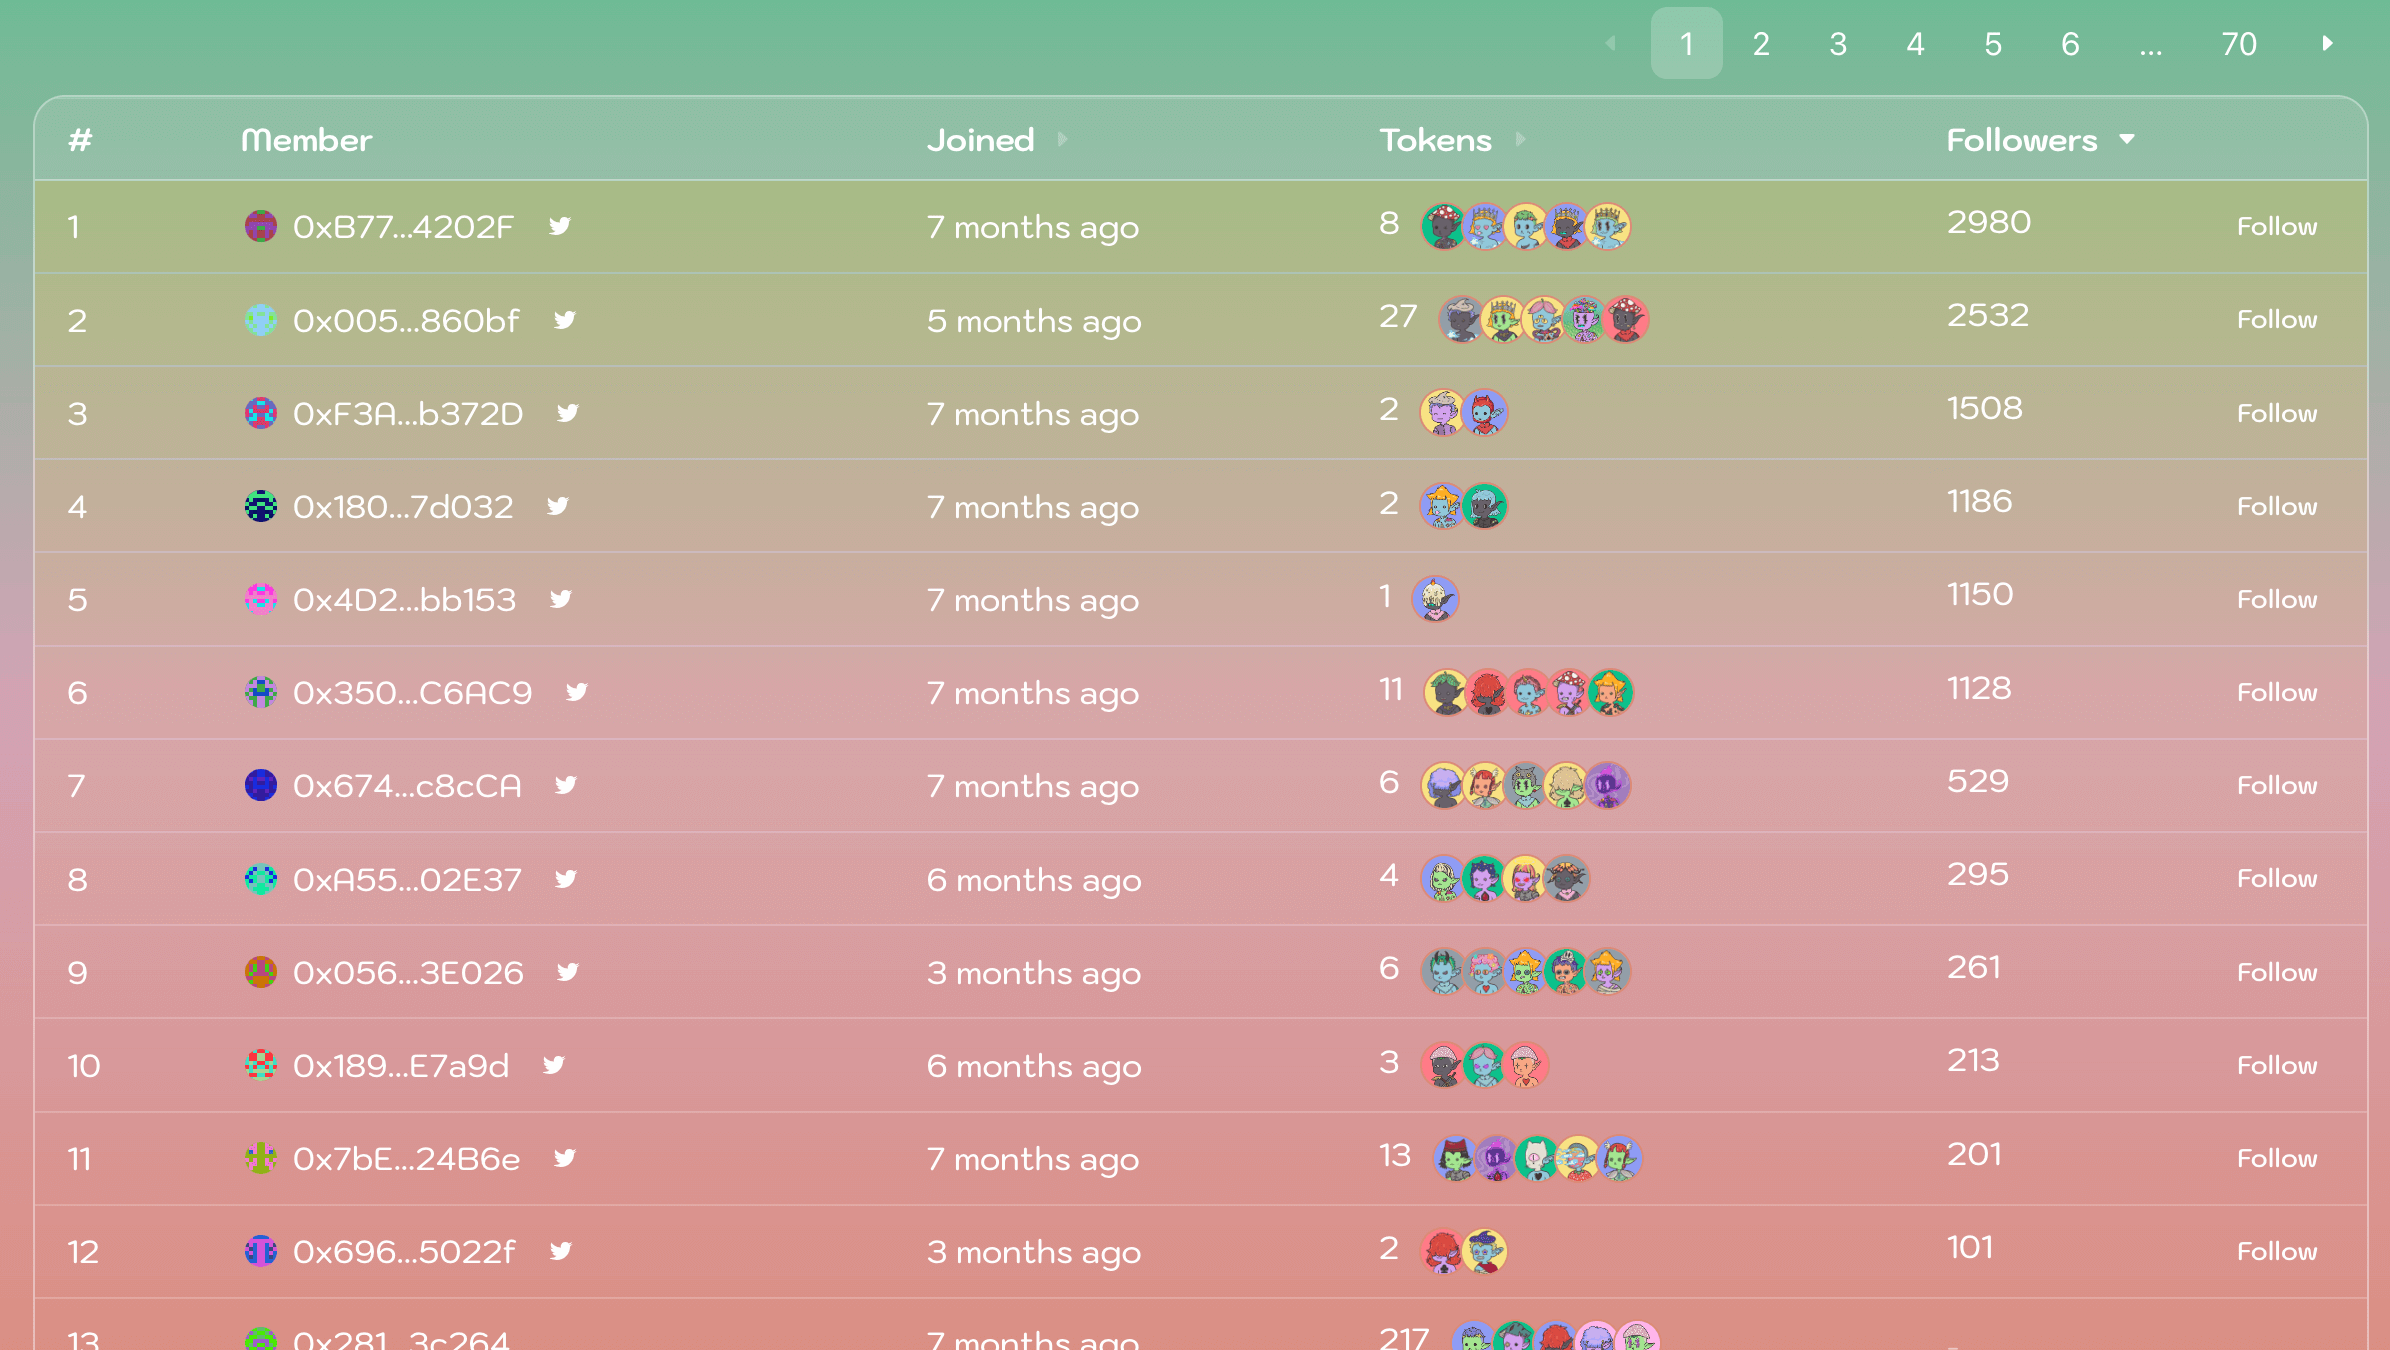 1 2 3 4 5 6 ... 70
# Member Joined Tokens Followers
1 0xB77...4202F 7 months ago 8 2980 Follow
2 0x005...860bf 5 months ago 27 2532 Follow
3 0xF3A...b372D 7 months ago 2 1508 Follow
4 0x180...7d032 7 months ago 2 1186 Follow
5 0x4D2...bb153 7 months ago 1 1150 Follow
6 0x350...C6AC9 7 months ago 11 1128 Follow
7 0x674...c8cCA 7 months ago 6 529 Follow
8 0xA55...02E37 6 months ago 4 295 Follow
9 0x056...3E026 3 months ago 6 261 Follow
10 0x189...E7a9d 6 months ago 3 213 Follow
11 0x7bE...24B6e 7 months ago 13 201 Follow
12 0x696...5022f 3 months ago 2 101 Follow
13 0x281...3c264 7 months ago 217 -